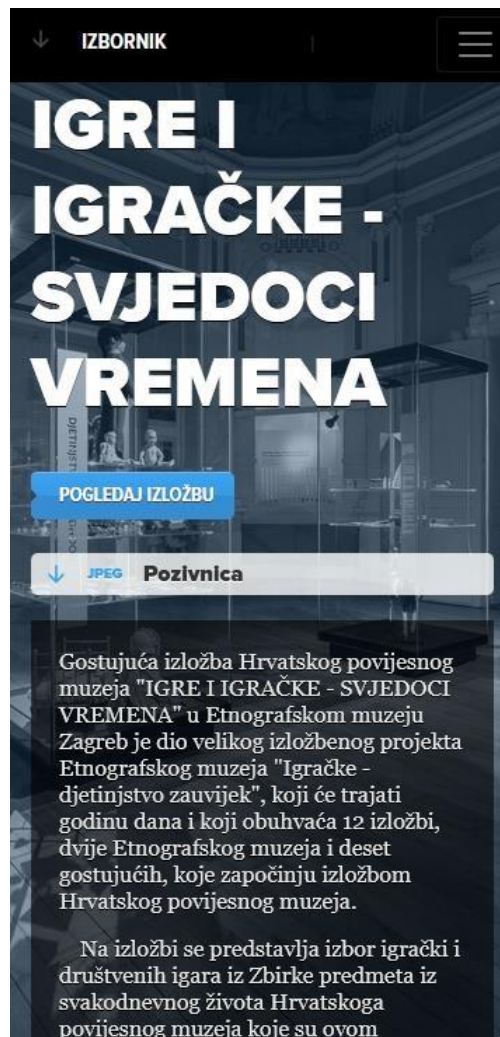 IZBORNIK
IGRE I
IGRAČKE -
SVJEDOCI
VREMENA
POGLEDAJ IZLOŽBU
JPEG Pozivnica
Gostujuća izložba Hrvatskog povijesnog
muzeja "IGRE I IGRAČKE - SVJEDOCI
VREMENA" u Etnografskom muzeju
Zagreb je dio velikog izložbenog projekta
Etnografskog muzeja "Igračke -
djetinjstvo zauvijek", koji će trajati
godinu dana i koji obuhvaća 12 izložbi,
dvije Etnografskog muzeja i deset
gostujućih, koje započinju izložbom
Hrvatskog povijesnog muzeja.
Na izložbi se predstavlja izbor igrački i
društvenih igara iz Zbirke predmeta iz
svakodnevnog života Hrvatskoga
povijesnog muzeja koje su ovom